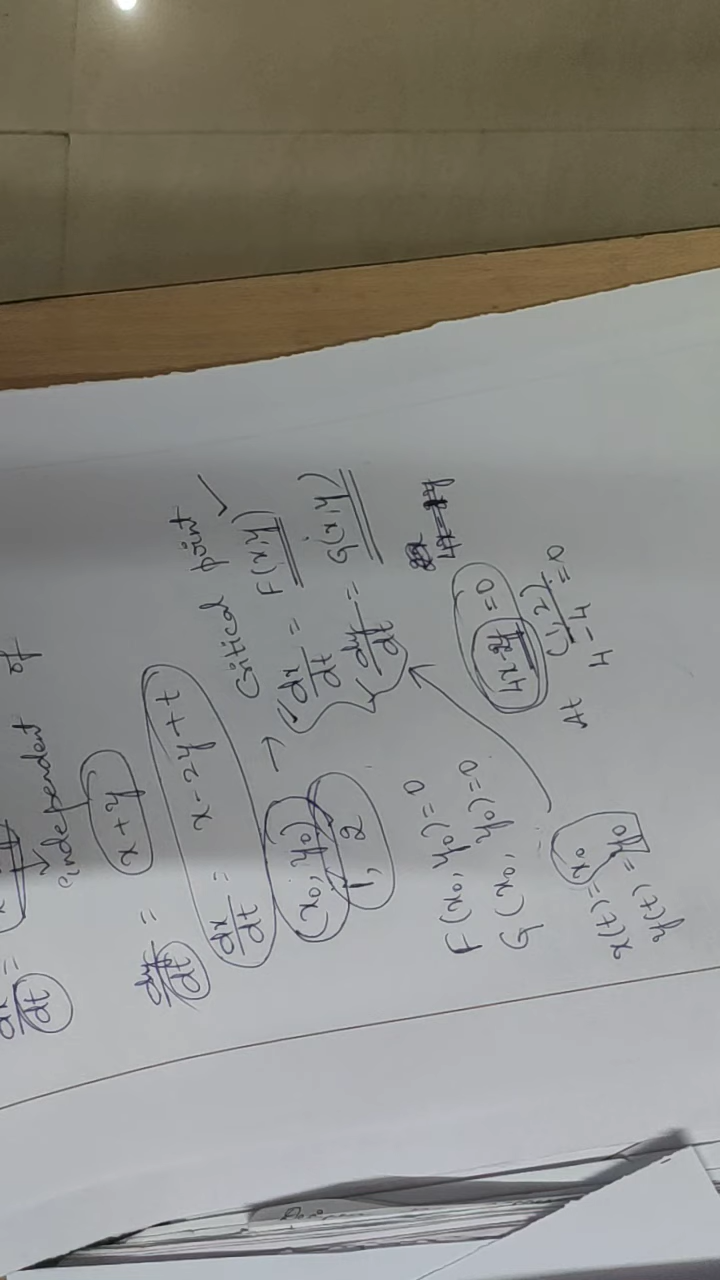 dt =
independent of
dy/dt = x + y
dx/dt = x - 2y + t
(x₀, y₀) → Critical point ✓
1, 2
dx/dt = F(x, y)
dy/dt = G(x, y)
F(x₀, y₀) = 0
G(x₀, y₀) = 0
4x - 2y = 0
At (1, 2)
4 - 4 = 0
x(t) = x₀
y(t) = y₀